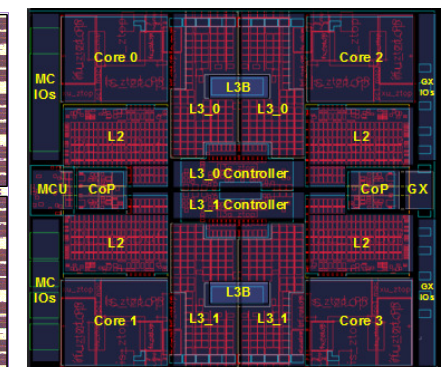 Core 0
Core 2
MC
IOs
GX
IOs
L3B
L3_0
L3_0
L2
L2
L3_0 Controller
MCU
CoP
CoP
GX
L3_1 Controller
L2
L2
MC
IOs
GX
IOs
L3B
Core 1
L3_1
L3_1
Core 3